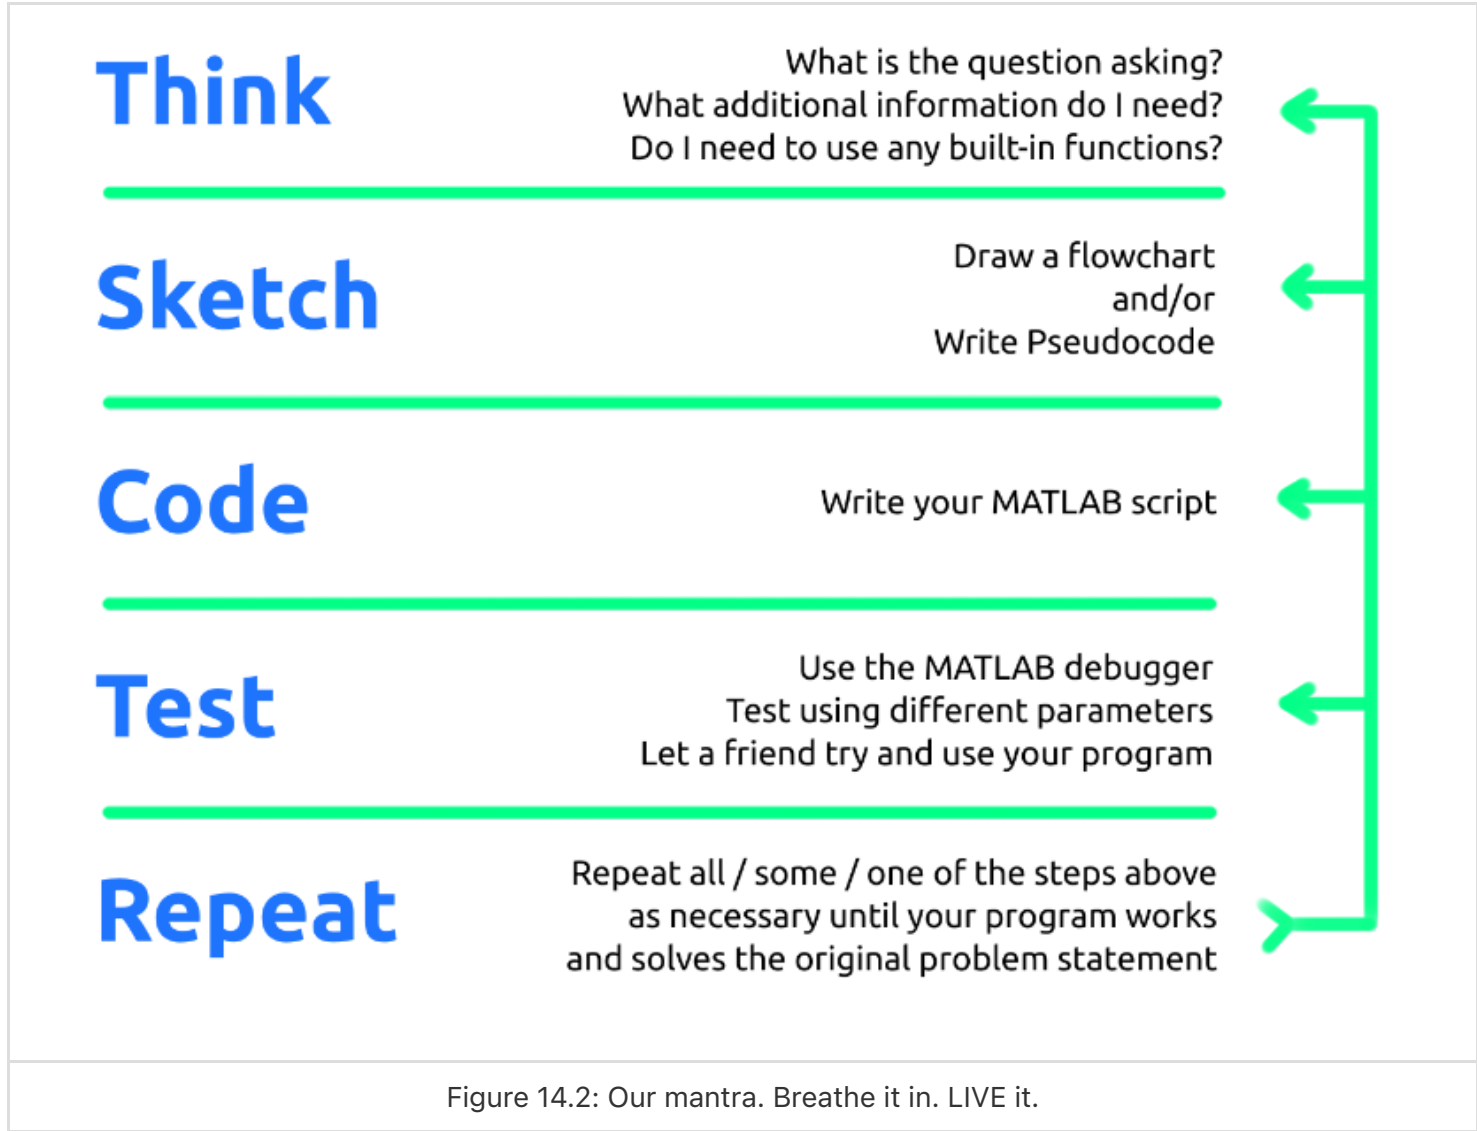 Think
What is the question asking?
What additional information do I need?
Do I need to use any built-in functions?
Sketch
Draw a flowchart
and/or
Write Pseudocode
Code
Write your MATLAB script
Test
Use the MATLAB debugger
Test using different parameters
Let a friend try and use your program
Repeat
Repeat all / some / one of the steps above
as necessary until your program works
and solves the original problem statement
Figure 14.2: Our mantra. Breathe it in. LIVE it.